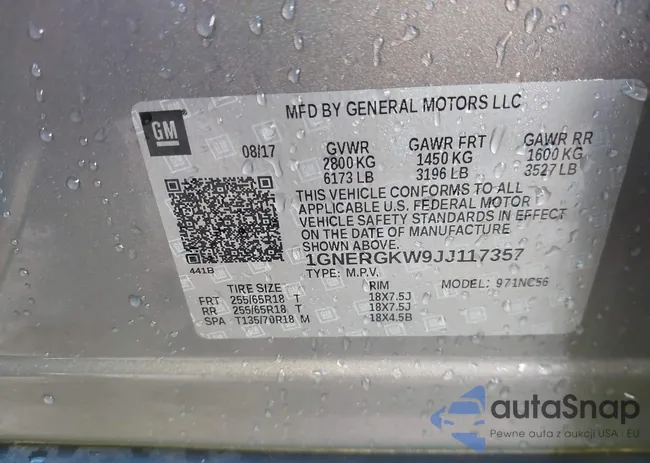 MFD BY GENERAL MOTORS LLC
GM
08/17 GVWR GAWR FRT GAWR RR
2800 KG 1450 KG 1600 KG
6173 LB 3196 LB 3527 LB
THIS VEHICLE CONFORMS TO ALL
APPLICABLE U.S. FEDERAL MOTOR
VEHICLE SAFETY STANDARDS IN EFFECT
ON THE DATE OF MANUFACTURE
SHOWN ABOVE.
1GNERGKW9JJ117357
441B
TYPE: M.P.V. MODEL: 971NC56
TIRE SIZE RIM
FRT 255/65R18 T 18X7.5J
RR 255/65R18 T 18X7.5J
SPA T135/70R18 M 18X4.5B
autaSnap
Pewne auta z aukcji USA i EU